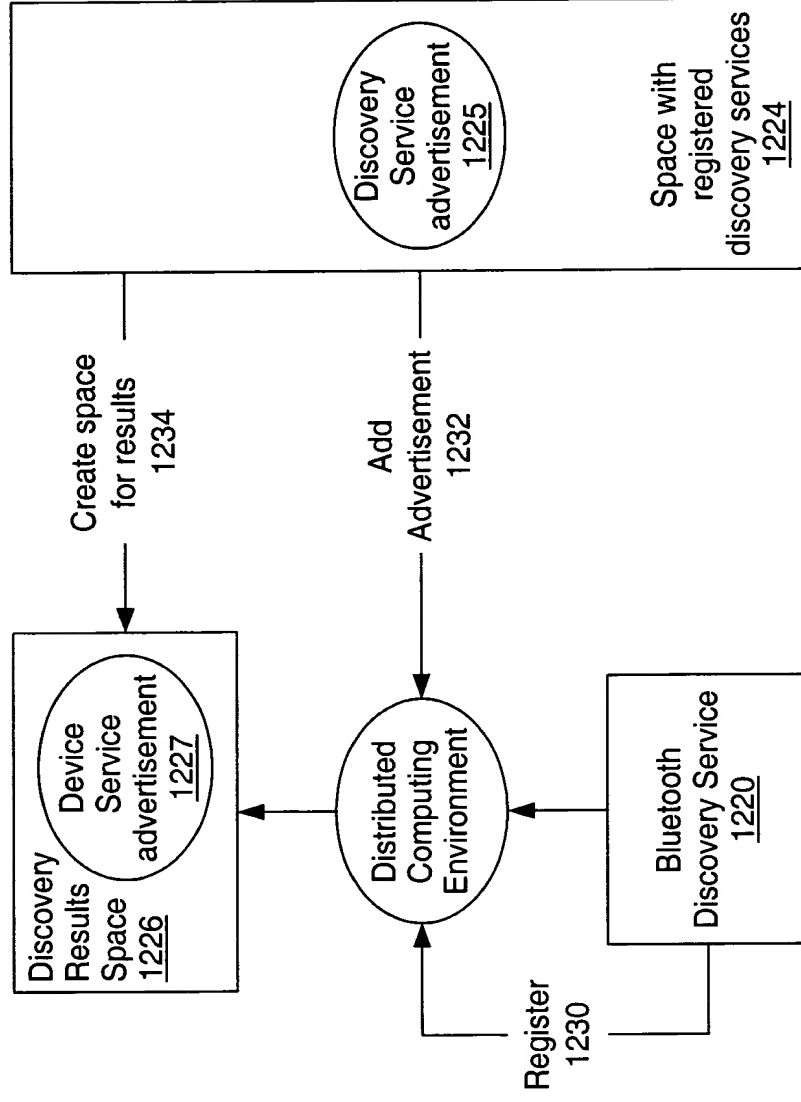 Discovery
Results
Space
1226
Device
Service
advertisement
1227
Create space
for results
1234
Discovery
Service
advertisement
1225
Space with
registered
discovery services
1224
Distributed
Computing
Environment
Add
Advertisement
1232
Register
1230
Bluetooth
Discovery Service
1220